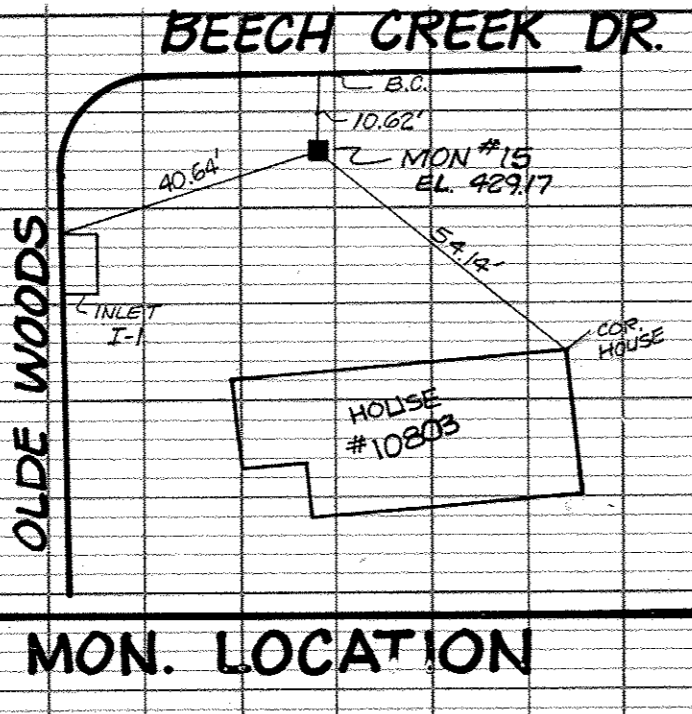 BEECH CREEK DR.
B.C.
10.62'
MON #15
EL. 429.17
40.64'
54.14'
OLDE WOODS
INLET
I-1
COR.
HOUSE
HOUSE
#10803
MON. LOCATION